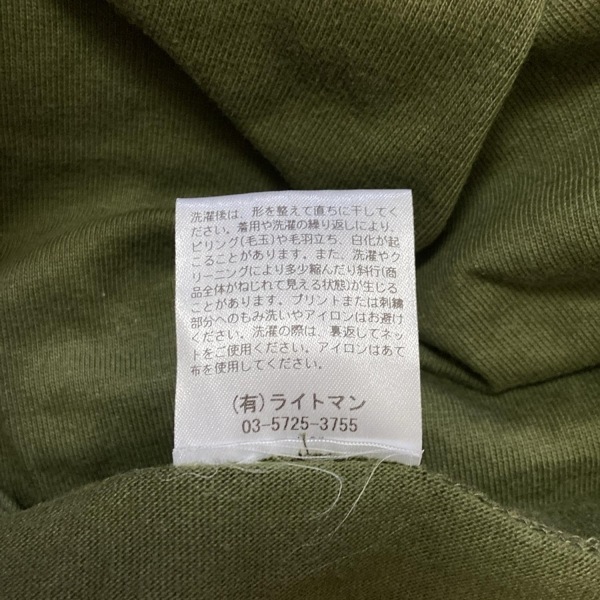 洗濯後は、形を整えて直ちに干してく
ださい。着用や洗濯の繰り返しにより、
ピリング(毛玉)や毛羽立ち、白化が起
こることがあります。また、洗濯やク
リーニングにより多少縮んだり斜行(商
品全体がねじれて見える状態)が生じる
ことがあります。プリントまたは刺繍
部分へのもみ洗いやアイロンはお避け
ください。洗濯の際は、裏返してネッ
トをご使用ください。アイロンはあて
布を使用してください。
(有)ライトマン
03-5725-3755